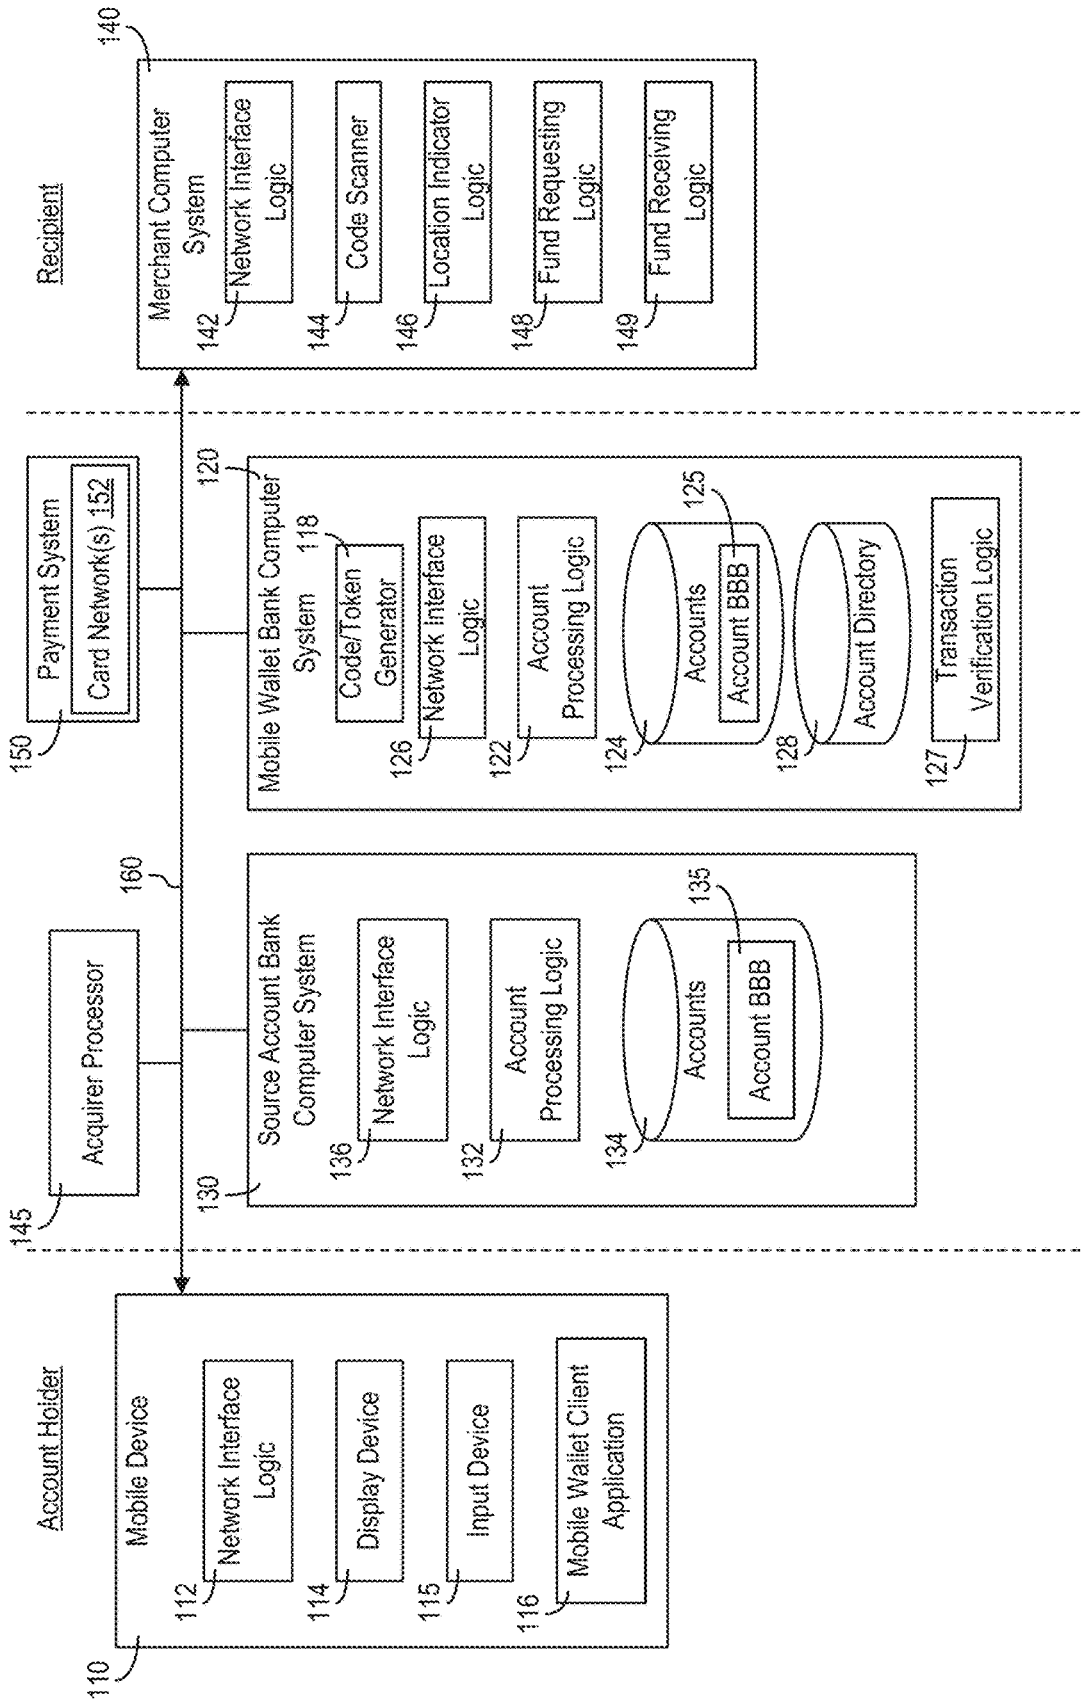 Account Holder
110
Mobile Device
112
Network Interface
Logic
114
Display Device
115
Input Device
116
Mobile Wallet Client
Application
145
Acquirer Processor
160
150
Payment System
Card Network(s) 152
130
Source Account Bank
Computer System
136
Network Interface
Logic
132
Account
Processing Logic
134
Accounts
135
Account BBB
120
Mobile Wallet Bank Computer
System
118
Code/Token
Generator
126
Network Interface
Logic
122
Account
Processing Logic
124
Accounts
125
Account BBB
128
Account Directory
127
Transaction
Verification Logic
Recipient
140
Merchant Computer
System
142
Network Interface
Logic
144
Code Scanner
146
Location Indicator
Logic
148
Fund Requesting
Logic
149
Fund Receiving
Logic